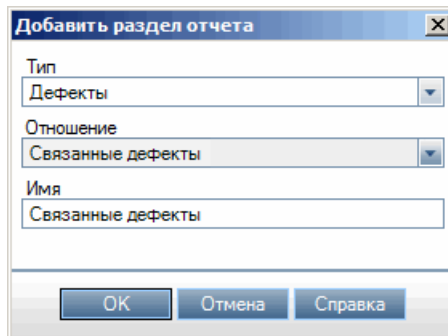 Добавить раздел отчета
Тип
Дефекты
Отношение
Связанные дефекты
Имя
Связанные дефекты
OK Отмена Справка